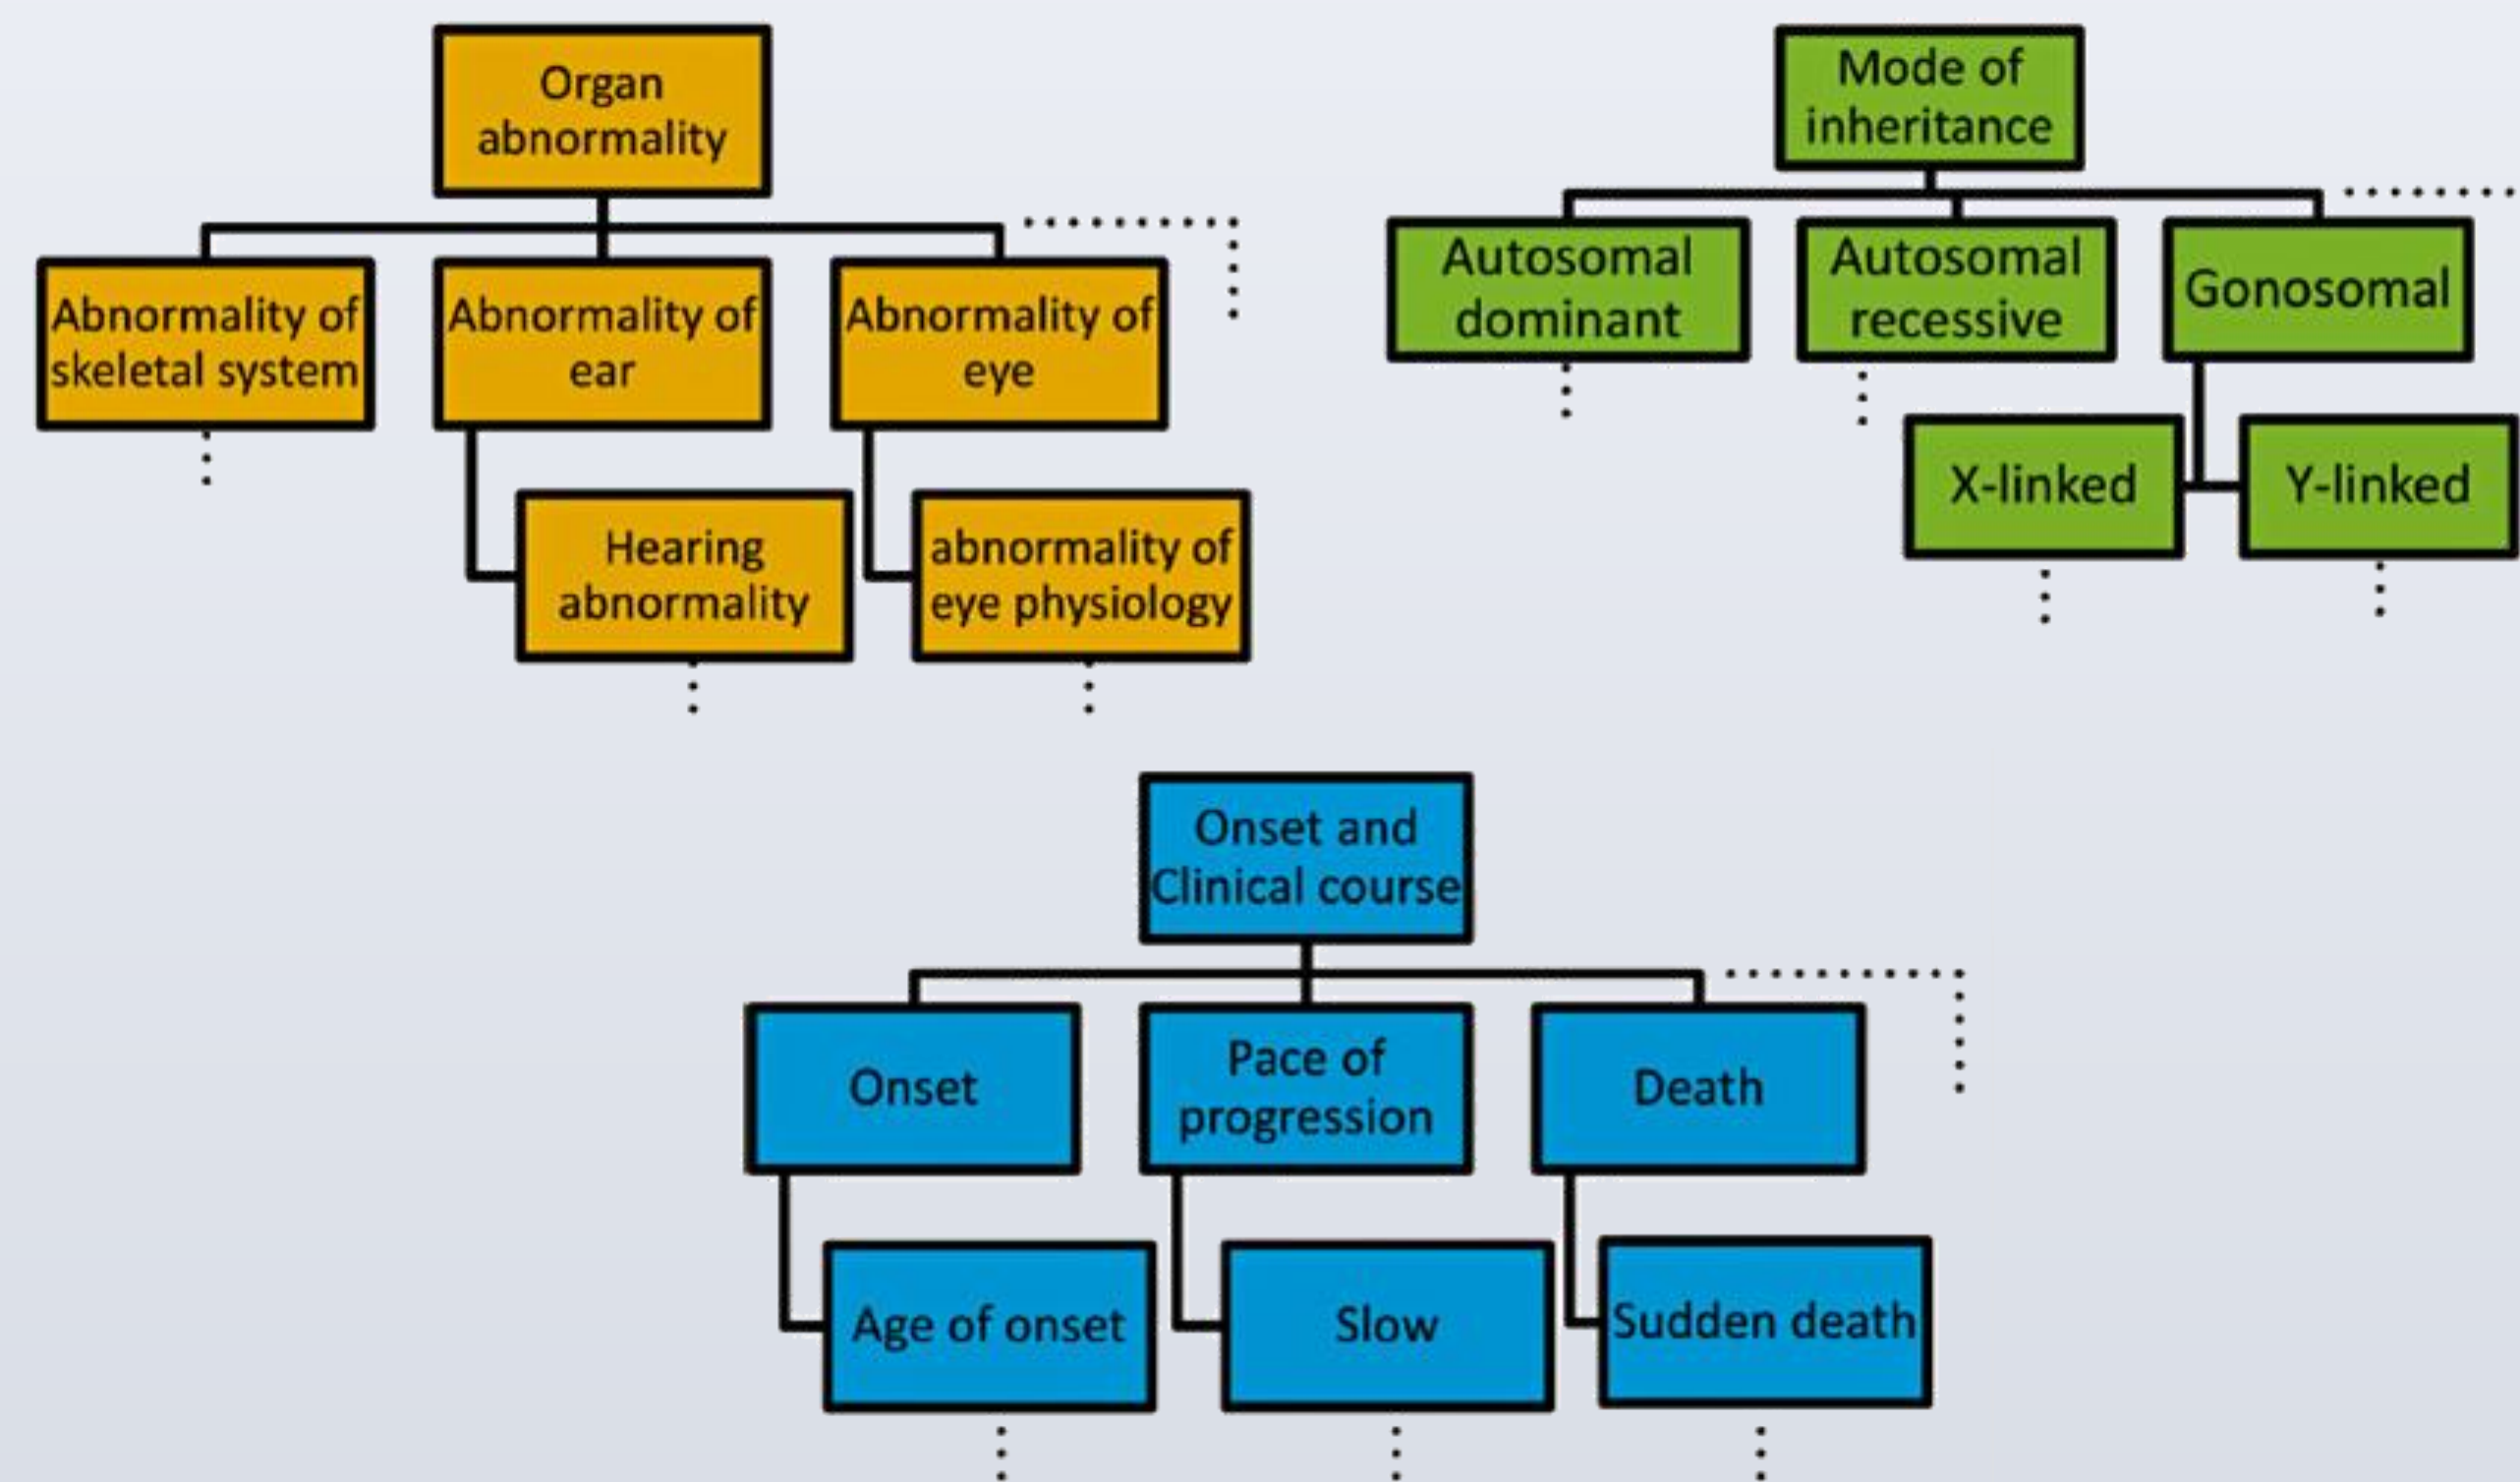 Organ
abnormality
Abnormality of
skeletal system
Abnormality of
ear
Abnormality of
eye
Hearing
abnormality
abnormality of
eye physiology
Mode of
inheritance
Autosomal
dominant
Autosomal
recessive
Gonosomal
X-linked
Y-linked
Onset and
Clinical course
Onset
Pace of
progression
Death
Age of onset
Slow
Sudden death